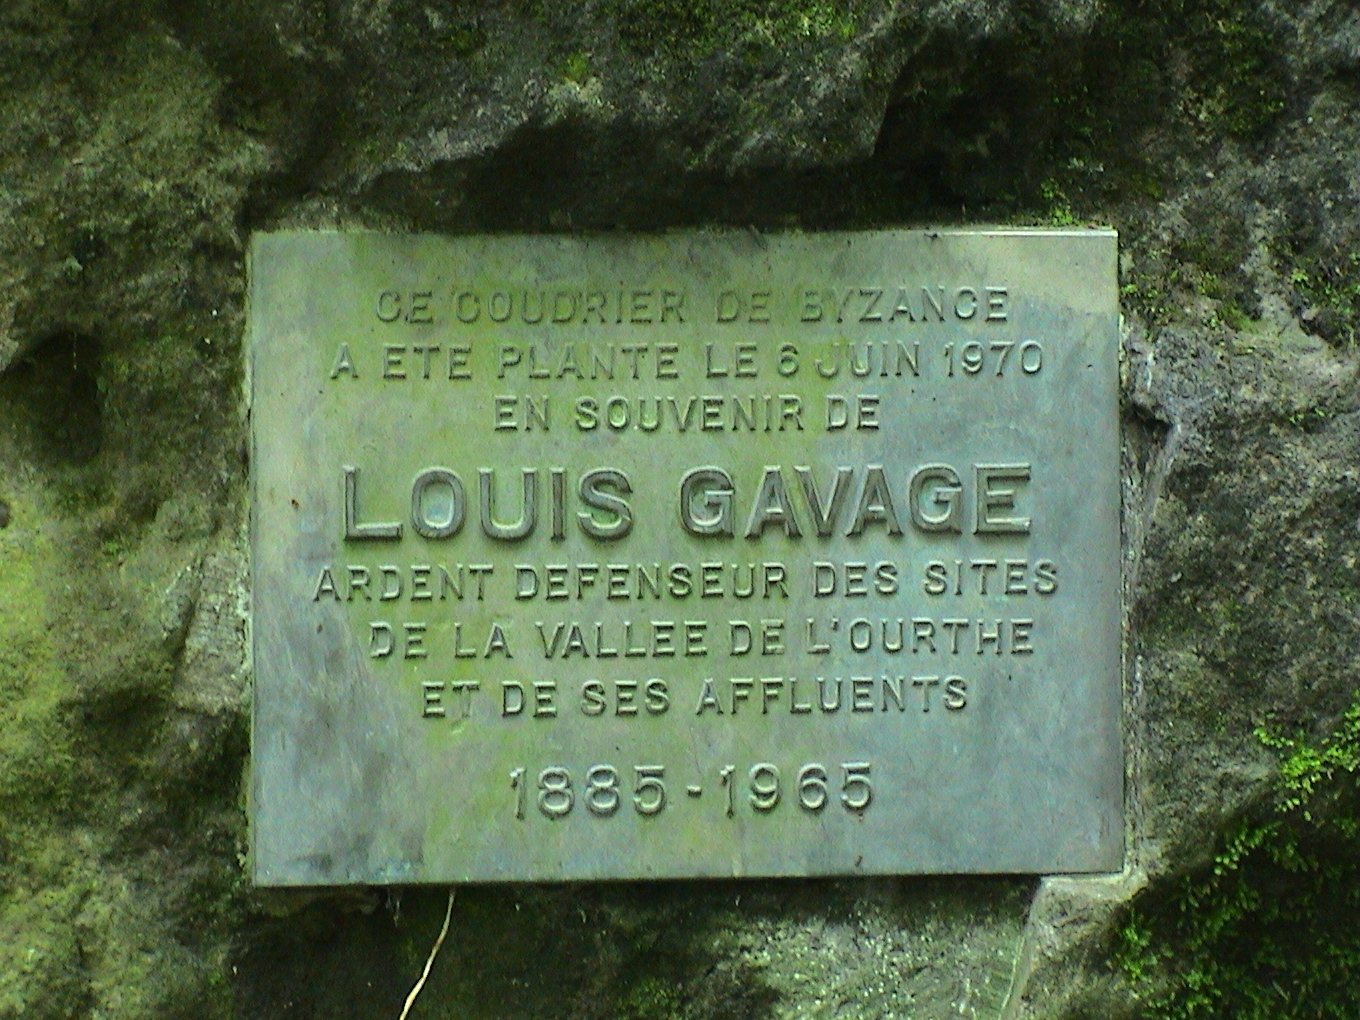 CE COUDRIER DE BYZANCE
A ETE PLANTE LE 6 JUIN 1970
EN SOUVENIR DE
LOUIS GAVAGE
ARDENT DEFENSEUR DES SITES
DE LA VALLEE DE L'OURTHE
ET DE SES AFFLUENTS
1885-1965